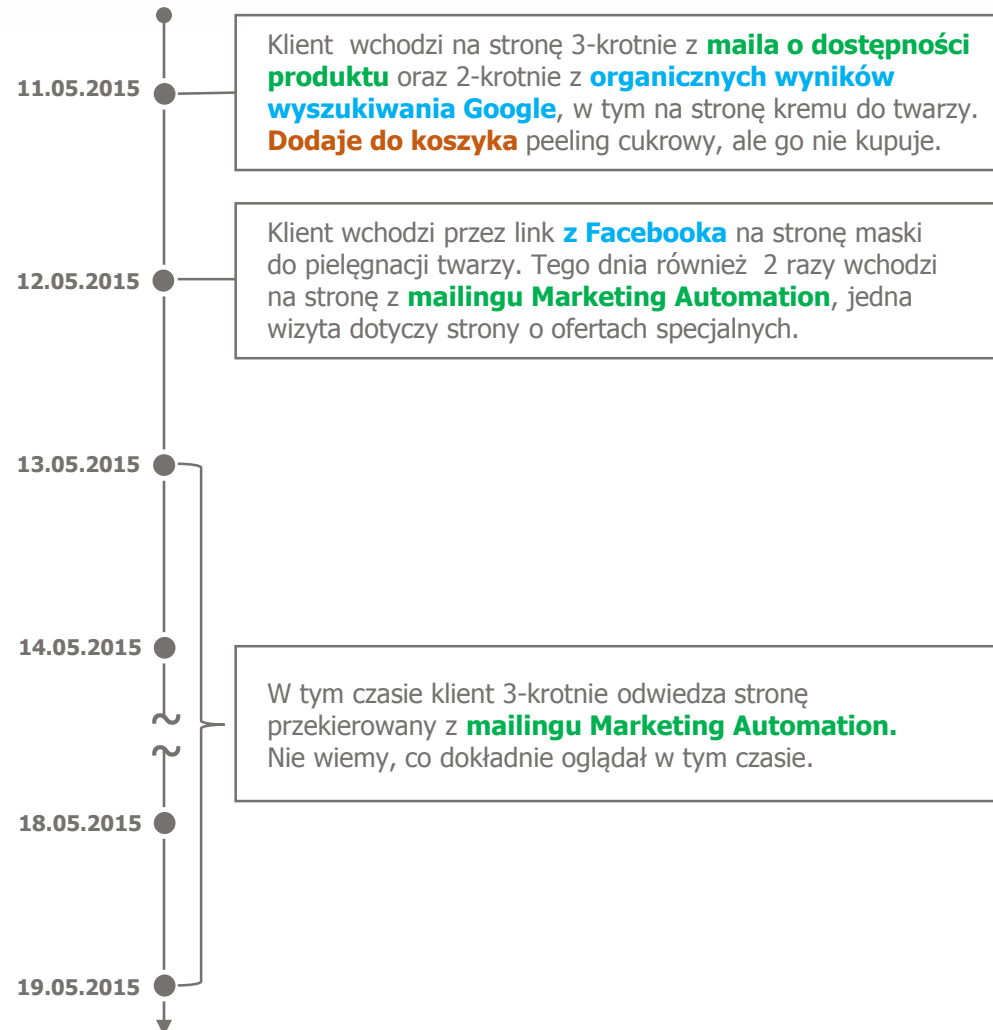 11.05.2015
Klient wchodzi na stronę 3-krotnie z maila o dostępności
produktu oraz 2-krotnie z organicznych wyników
wyszukiwania Google, w tym na stronę kremu do twarzy.
Dodaje do koszyka peeling cukrowy, ale go nie kupuje.
12.05.2015
Klient wchodzi przez link z Facebooka na stronę maski
do pielęgnacji twarzy. Tego dnia również 2 razy wchodzi
na stronę z mailingu Marketing Automation, jedna
wizyta dotyczy strony o ofertach specjalnych.
13.05.2015
14.05.2015
W tym czasie klient 3-krotnie odwiedza stronę
przekierowany z mailingu Marketing Automation.
Nie wiemy, co dokładnie oglądał w tym czasie.
18.05.2015
19.05.2015